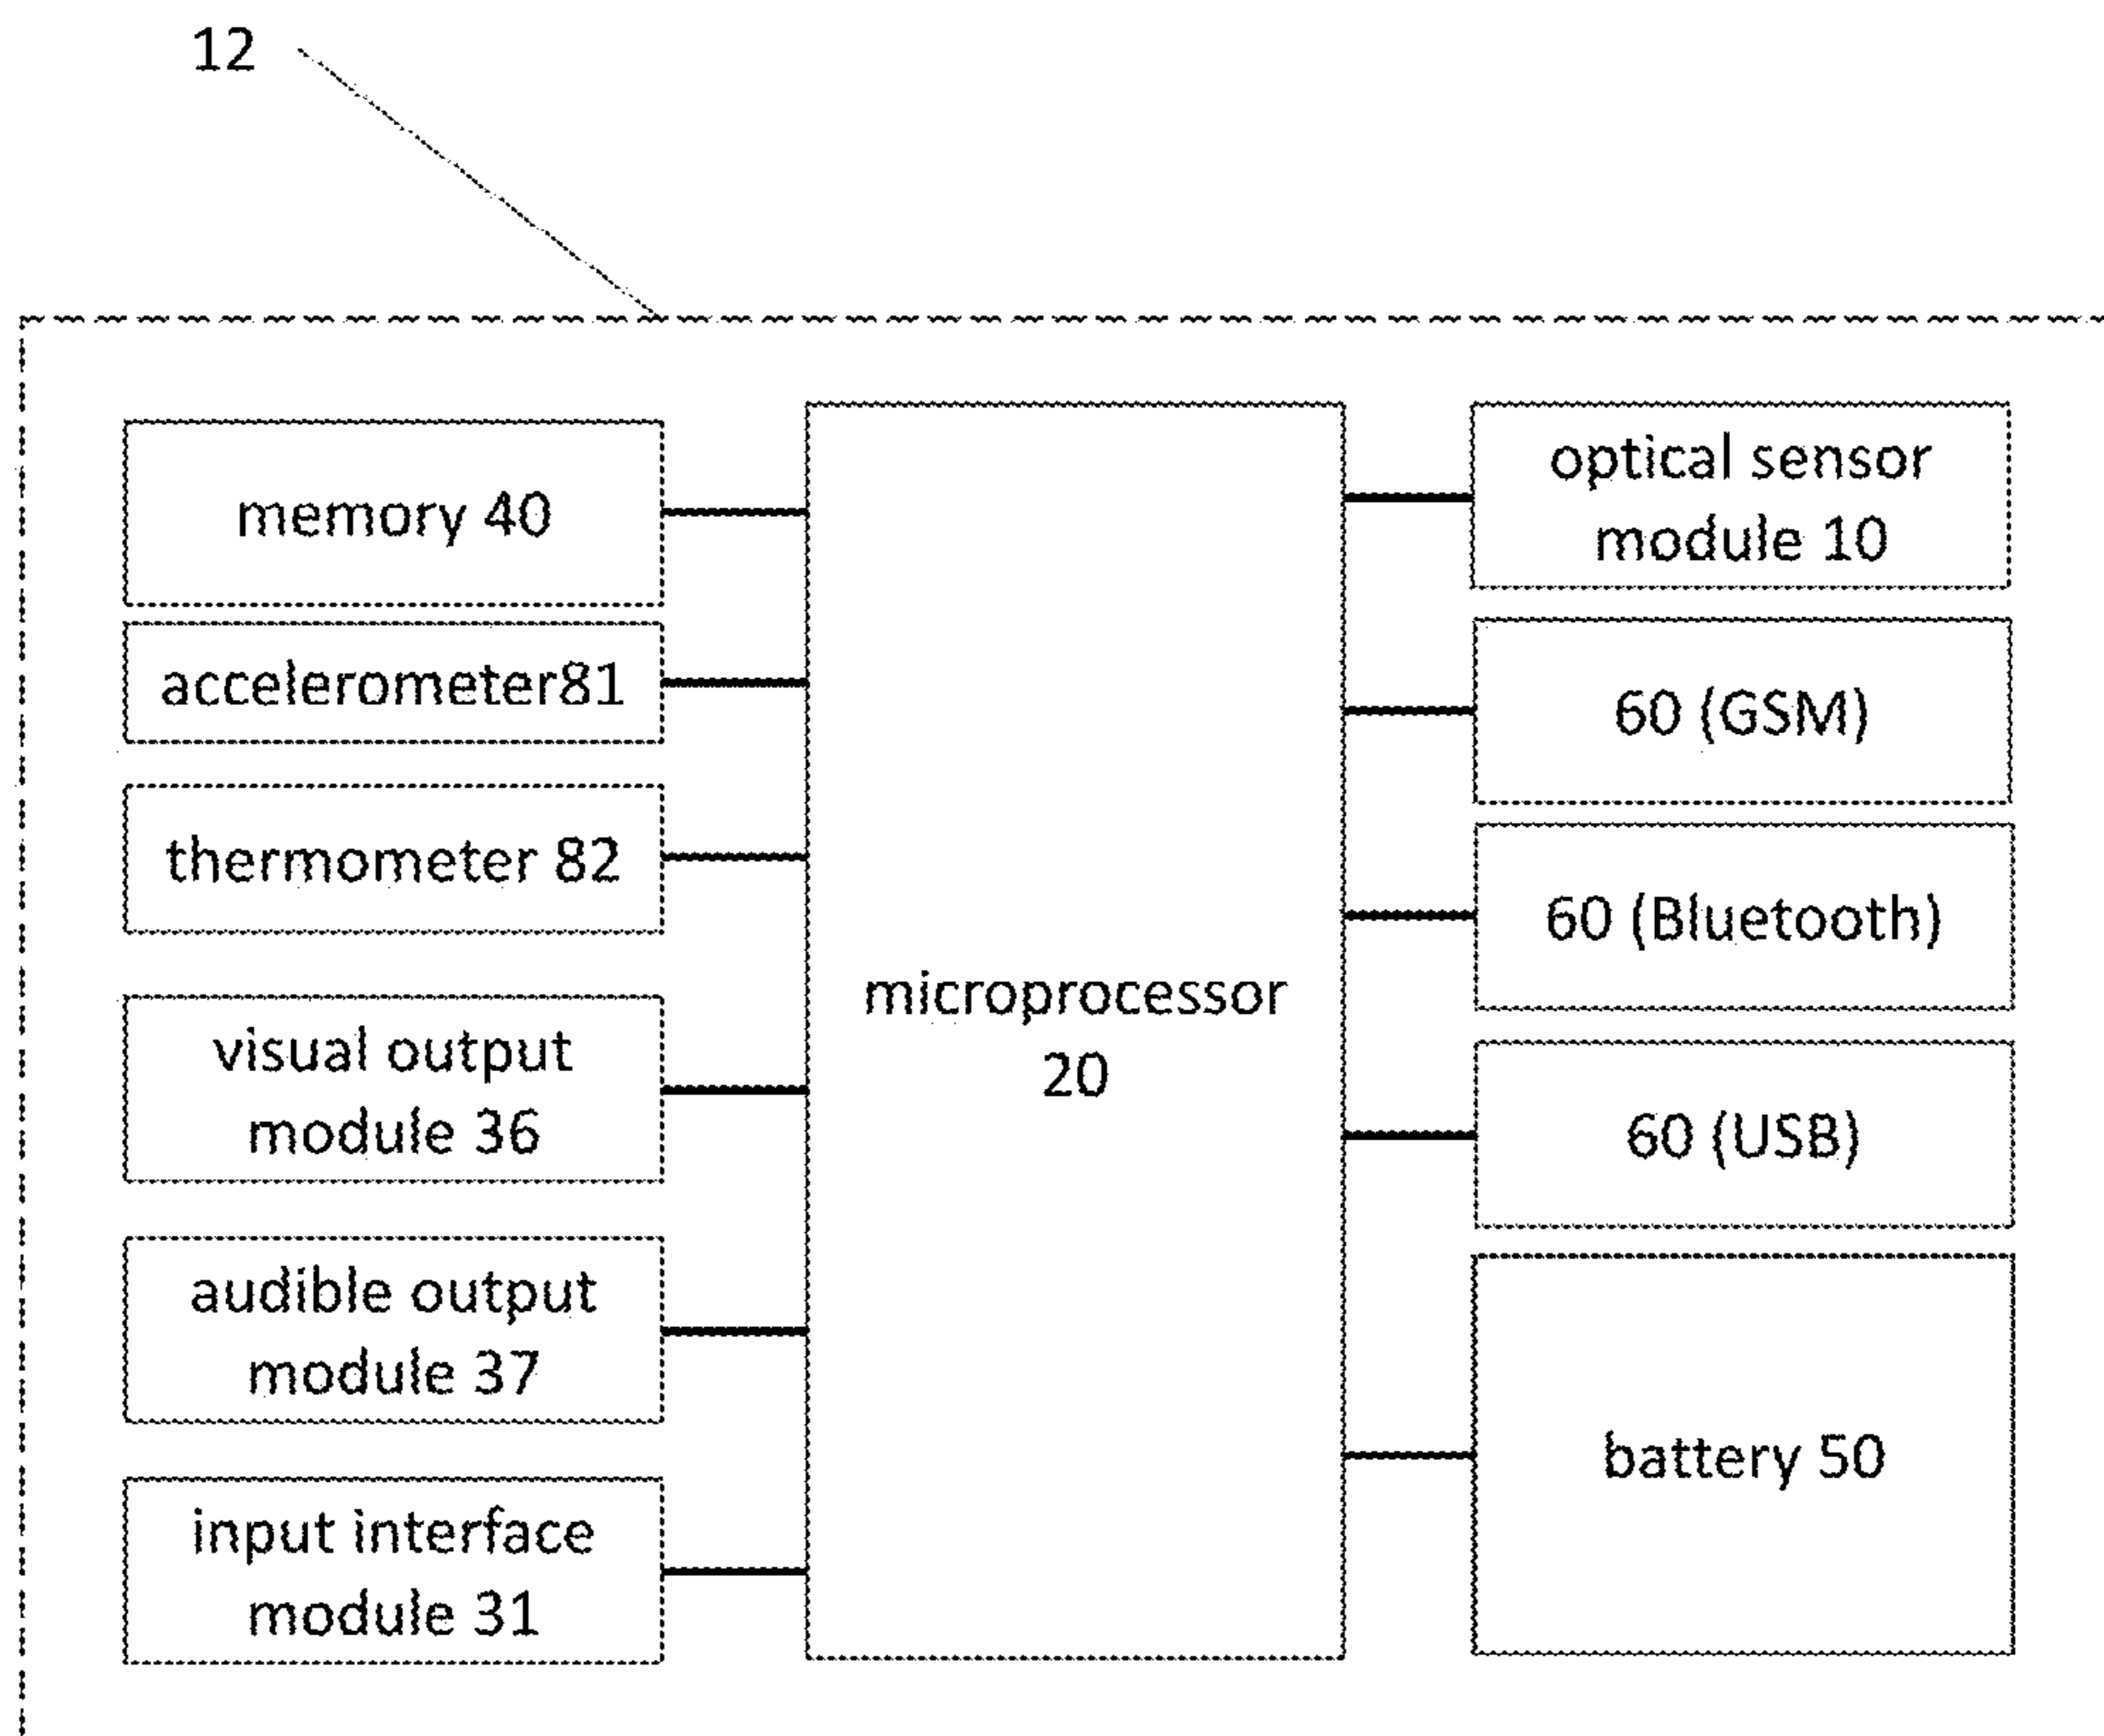 12
memory 40
accelerometer81
thermometer 82
visual output
module 36
audible output
module 37
input interface
module 31
microprocessor
20
optical sensor
module 10
60 (GSM)
60 (Bluetooth)
60 (USB)
battery 50